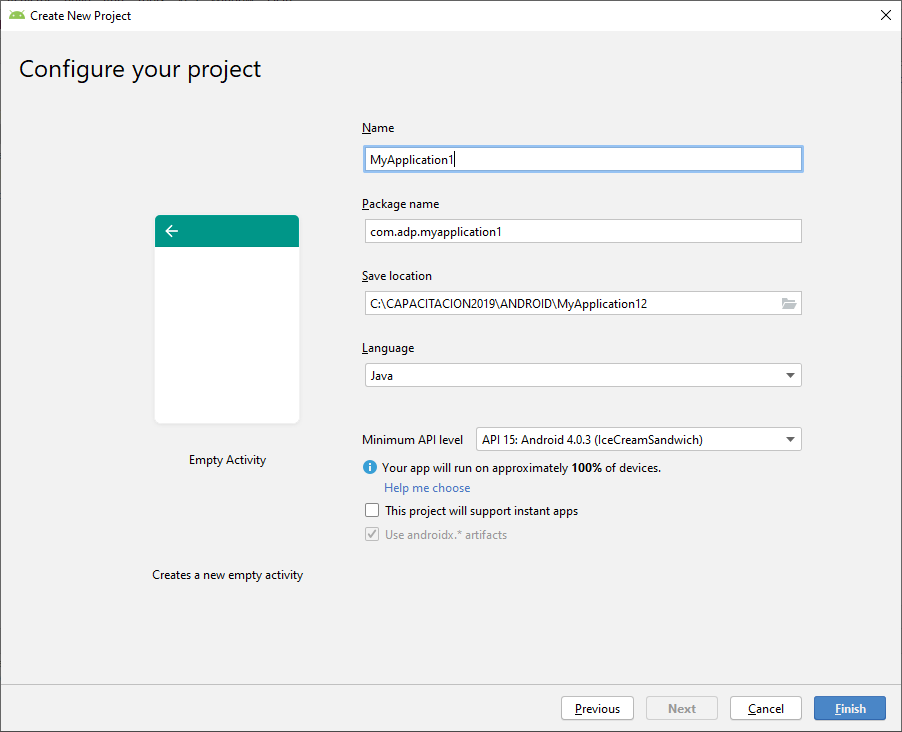 Create New Project
Configure your project
Name
MyApplication1
Package name
com.adp.myapplication1
Save location
C:\CAPACITACION2019\ANDROID\MyApplication12
Language
Java
Minimum API level API 15: Android 4.0.3 (IceCreamSandwich)
Your app will run on approximately 100% of devices.
Help me choose
This project will support instant apps
Use androidx.* artifacts
Empty Activity
Creates a new empty activity
Previous Next Cancel Finish